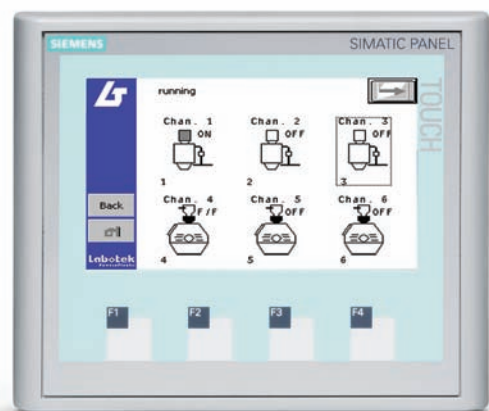 SIEMENS
SIMATIC PANEL
TOUCH
LT
running
Chan. 1
ON
1
Chan. 2
OFF
2
Chan. 3
OFF
3
Back
Chan. 4
F/F
4
Chan. 5
OFF
5
Chan. 6
OFF
6
Labotek
F1
F2
F3
F4